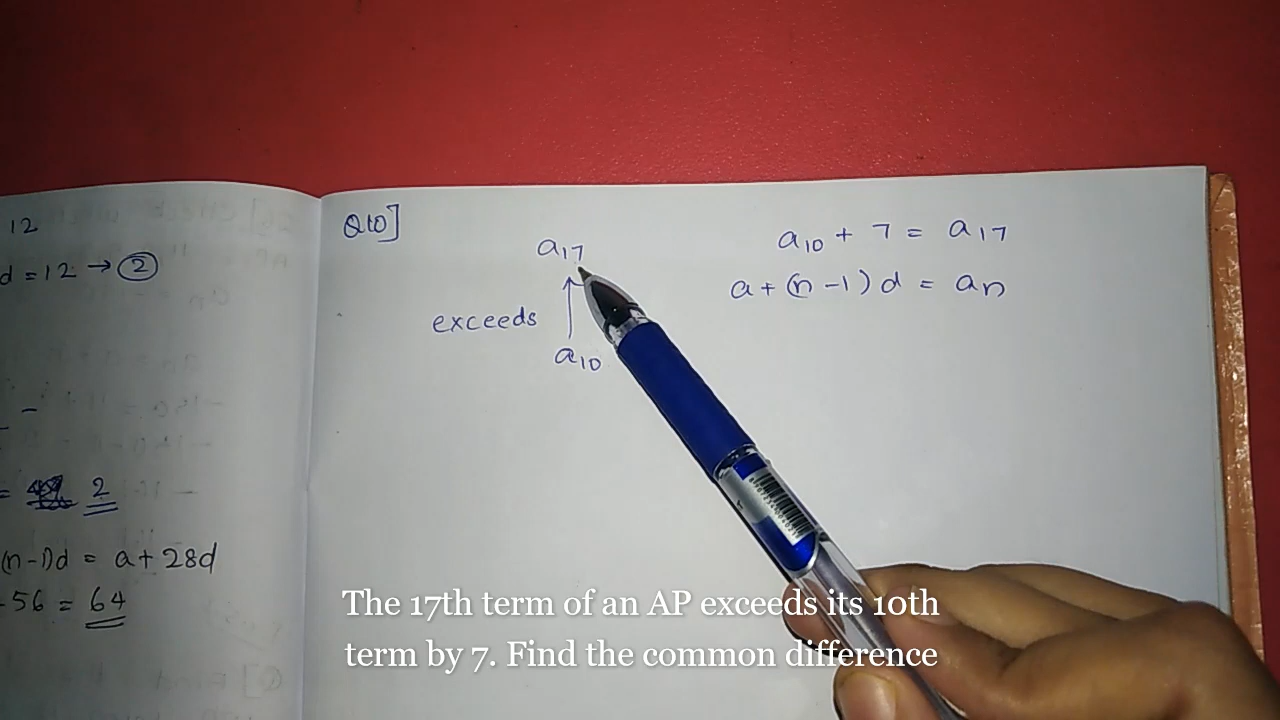 12
d = 12 → ②
-
= 2
(n-1)d = a + 28d
- 56 = 64
Q10]
a17
exceeds
a10
a10 + 7 = a17
a + (n - 1) d = an
The 17th term of an AP exceeds its 10th
term by 7. Find the common difference